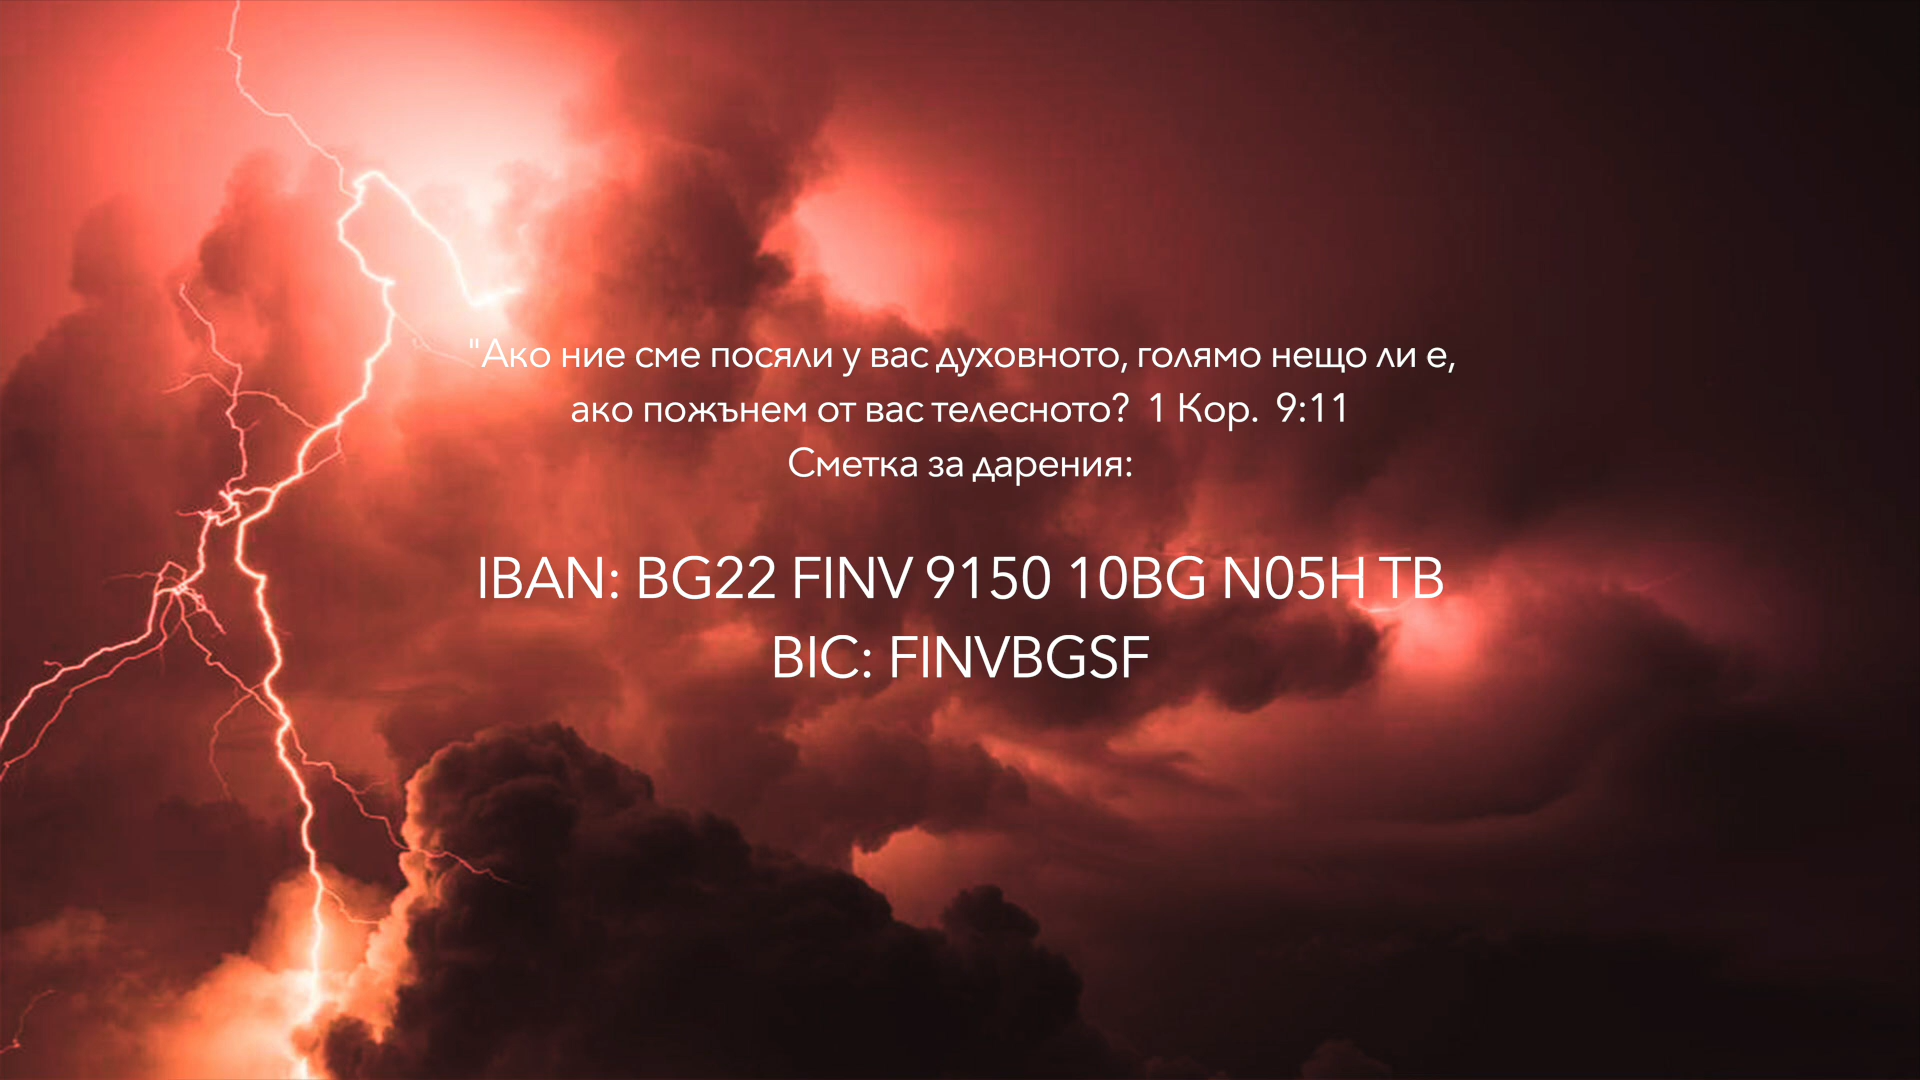 "Ако ние сме посяли у вас духовното, голямо нещо ли е,
ако пожънем от вас телесното?  1 Кор.  9:11
Сметка за дарения:
IBAN: BG22 FINV 9150 10BG N05H TB
BIC: FINVBGSF